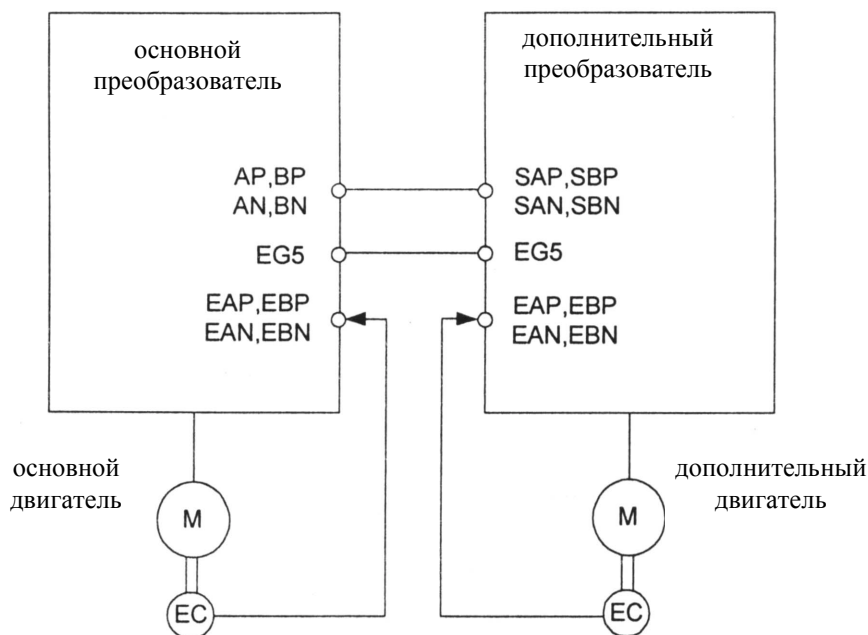 основной
преобразователь
дополнительный
преобразователь
AP,BP
AN,BN
SAP,SBP
SAN,SBN
EG5
EG5
EAP,EBP
EAN,EBN
EAP,EBP
EAN,EBN
основной
двигатель
дополнительный
двигатель
M
M
EC
EC